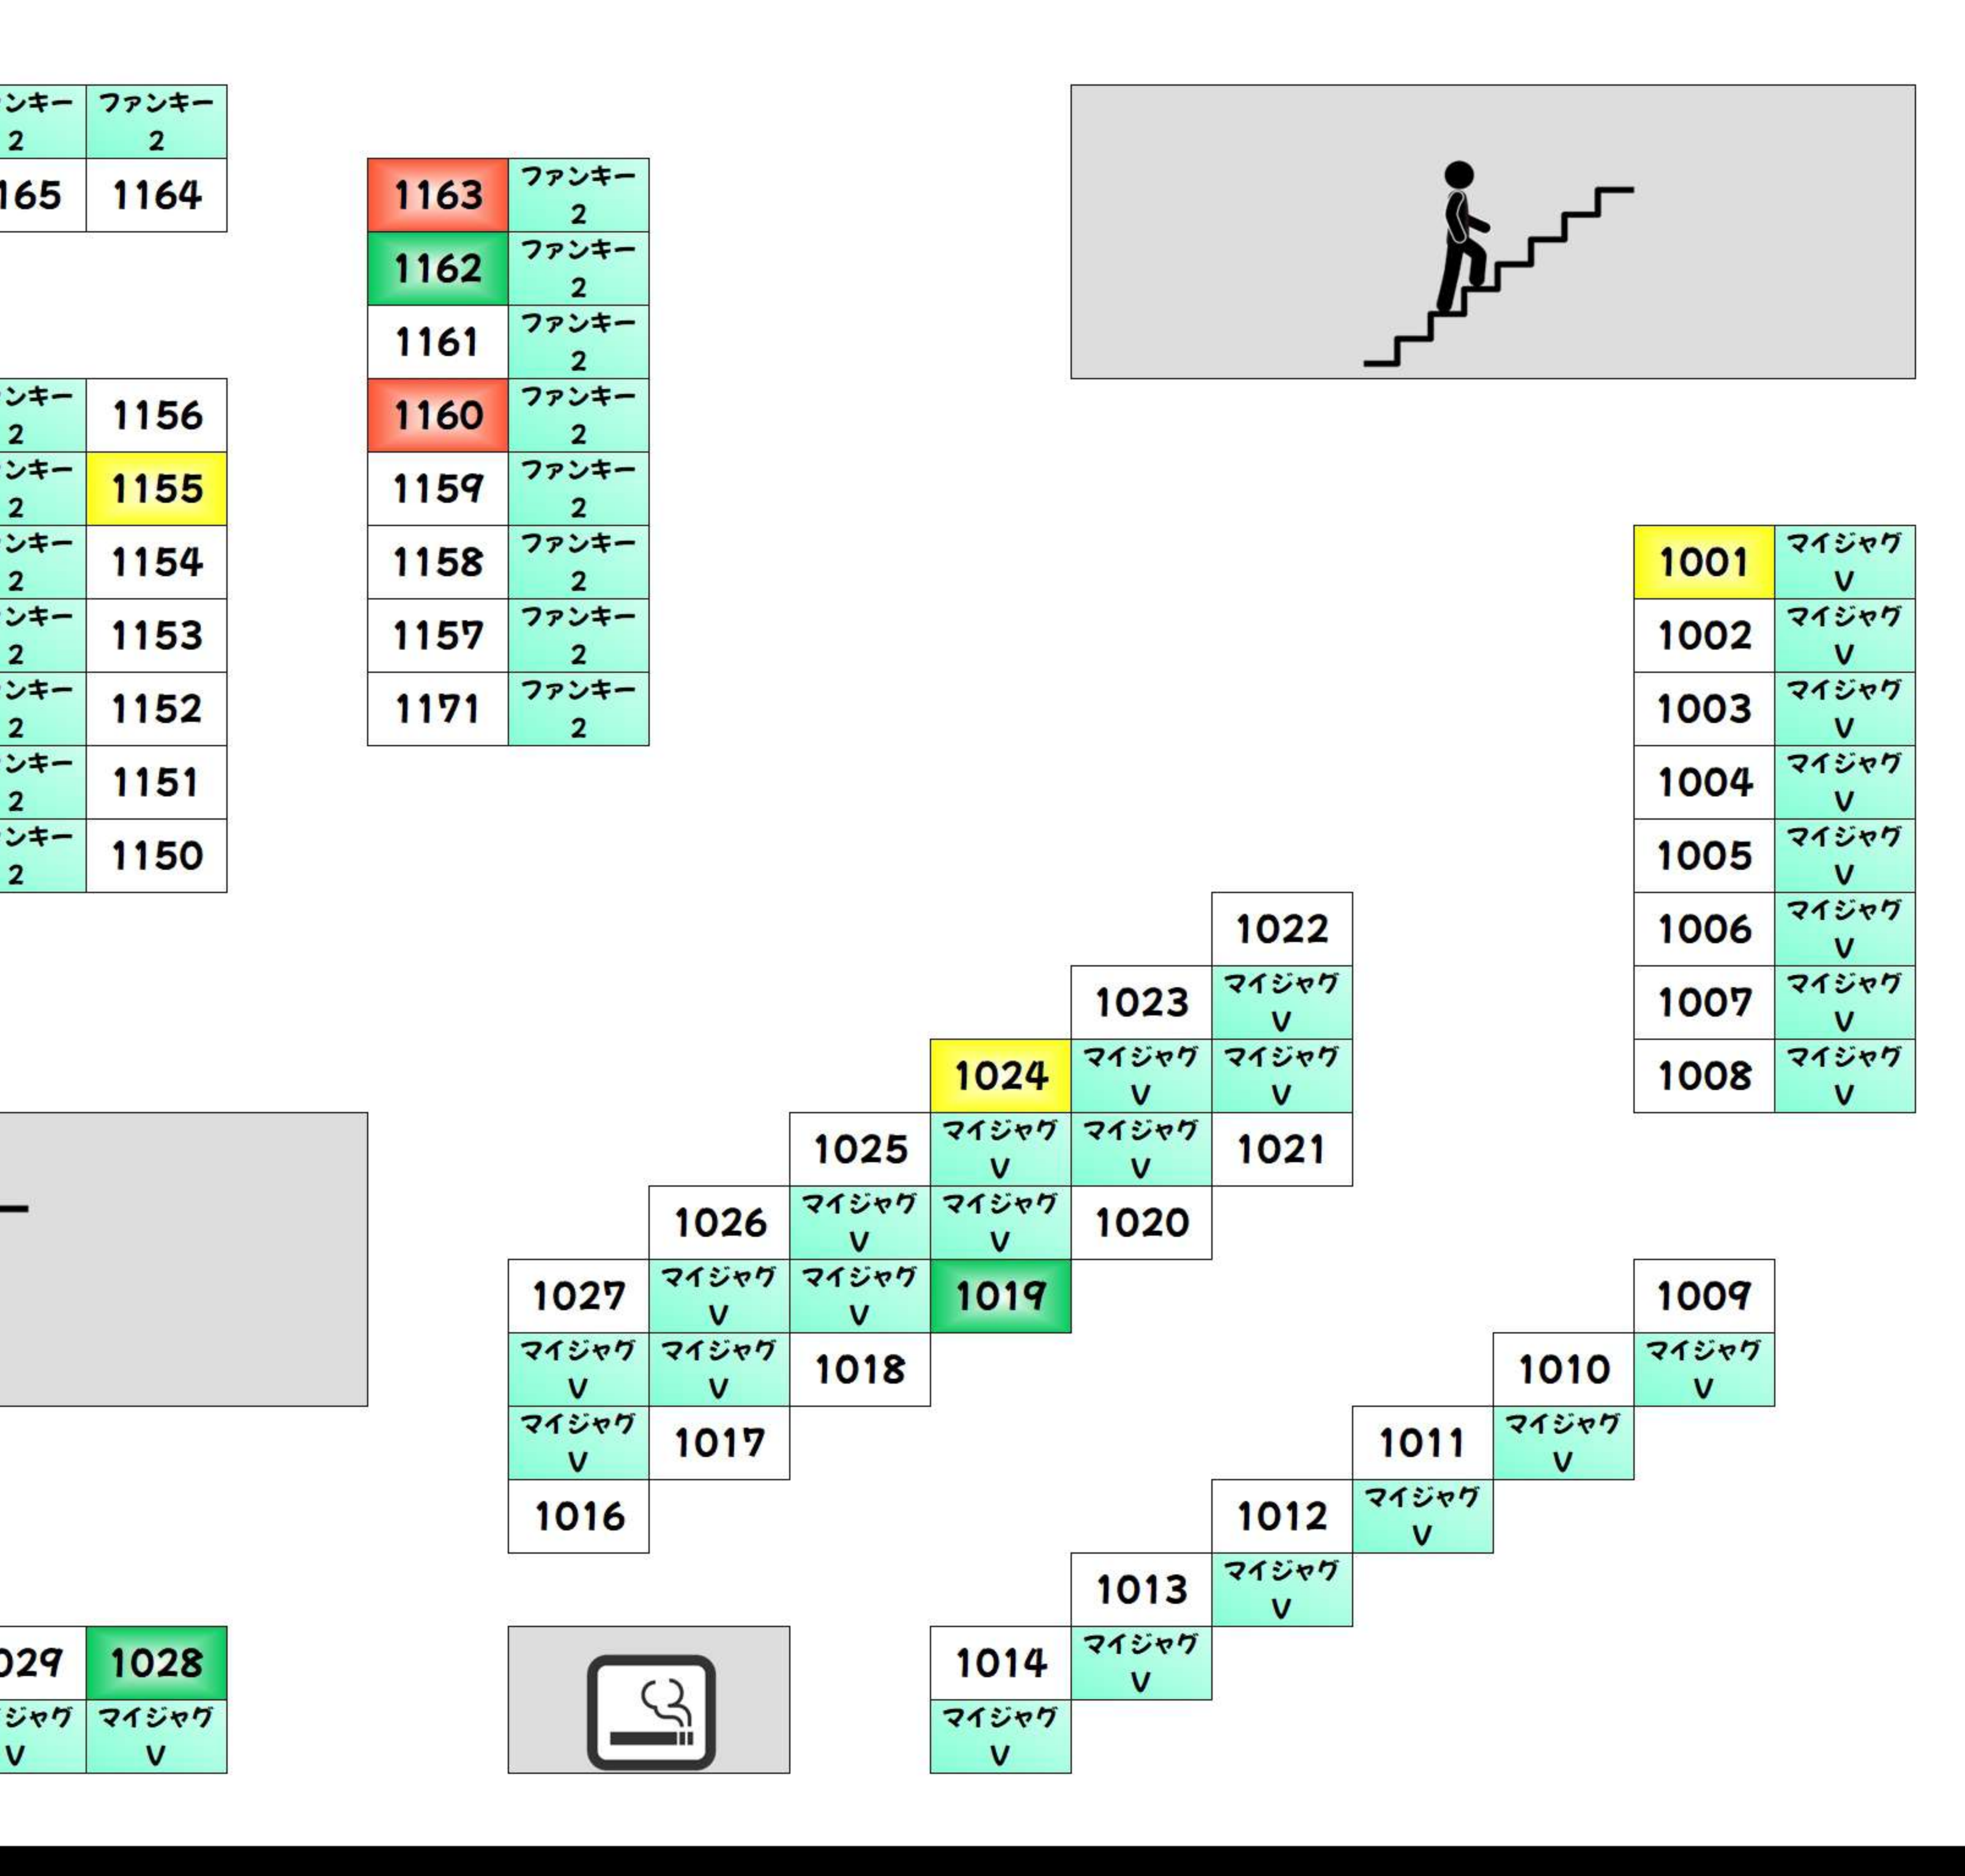 ファンキー
2
1164
1163 ファンキー
2
1162 ファンキー
2
1161 ファンキー
2
1160 ファンキー
2
1159 ファンキー
2
1158 ファンキー
2
1157 ファンキー
2
1171 ファンキー
2
ンキー
2
165
ンキー
2
1156
ンキー
2
1155
ンキー
2
1154
ンキー
2
1153
ンキー
2
1152
ンキー
2
1151
ンキー
2
1150
1001 マイジャグ
V
1002 マイジャグ
V
1003 マイジャグ
V
1004 マイジャグ
V
1005 マイジャグ
V
1006 マイジャグ
V
1007 マイジャグ
V
1008 マイジャグ
V
1022
1023 マイジャグ
V
1024 マイジャグ マイジャグ
V V
1025 マイジャグ マイジャグ 1021
V V
1026 マイジャグ マイジャグ 1020
V V
1027 マイジャグ マイジャグ 1019
V V
マイジャグ マイジャグ 1018
V V
マイジャグ 1017
V
1016
1009
1010 マイジャグ
V
1011 マイジャグ
V
1012 マイジャグ
V
1013 マイジャグ
V
1014 マイジャグ
V
マイジャグ
V
029 1028
ジャグ マイジャグ
V V